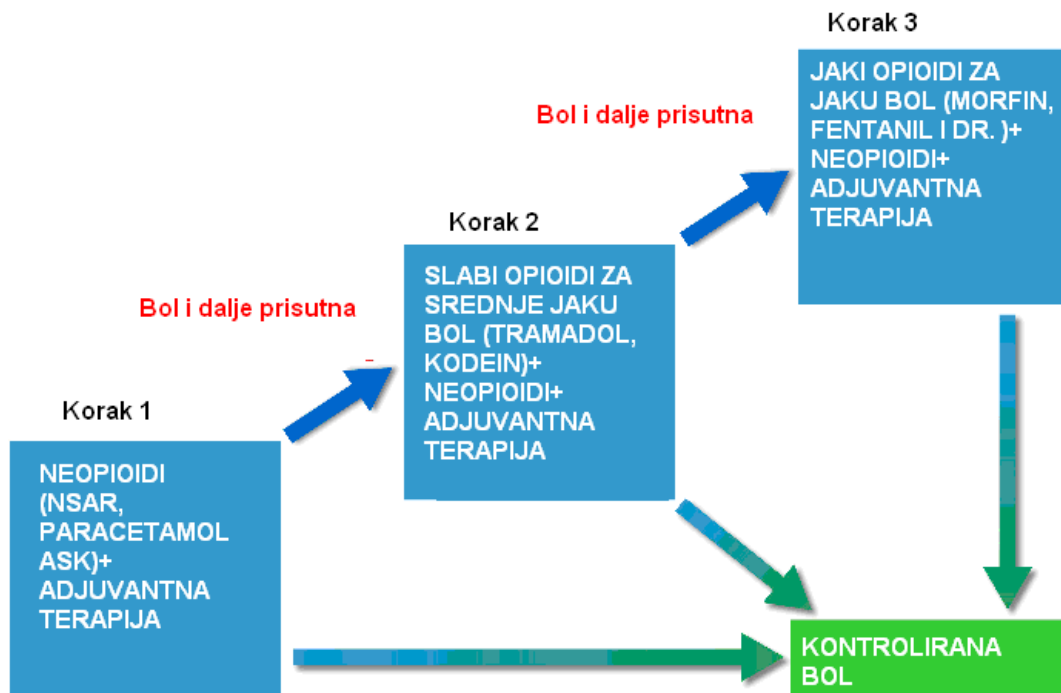 Korak 3
JAKI OPIOIDI ZA
JAKU BOL (MORFIN,
FENTANIL I DR. )+
NEOPIOIDI+
ADJUVANTNA
TERAPIJA
Bol i dalje prisutna
Korak 2
SLABI OPIOIDI ZA
SREDNJE JAKU
BOL (TRAMADOL,
KODEIN)+
NEOPIOIDI+
ADJUVANTNA
TERAPIJA
Bol i dalje prisutna
Korak 1
NEOPIOIDI
(NSAR,
PARACETAMOL
ASK)+
ADJUVANTNA
TERAPIJA
KONTROLIRANA
BOL